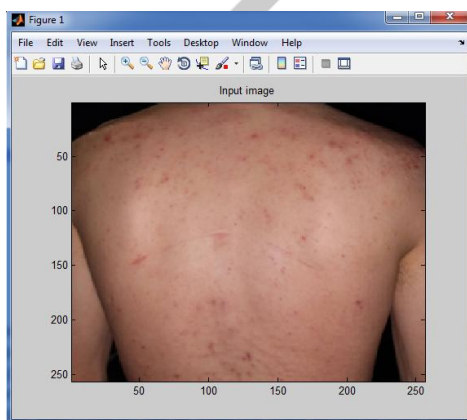 Figure 1
File Edit View Insert Tools Desktop Window Help
Input image
50
100
150
200
250
50 100 150 200 250